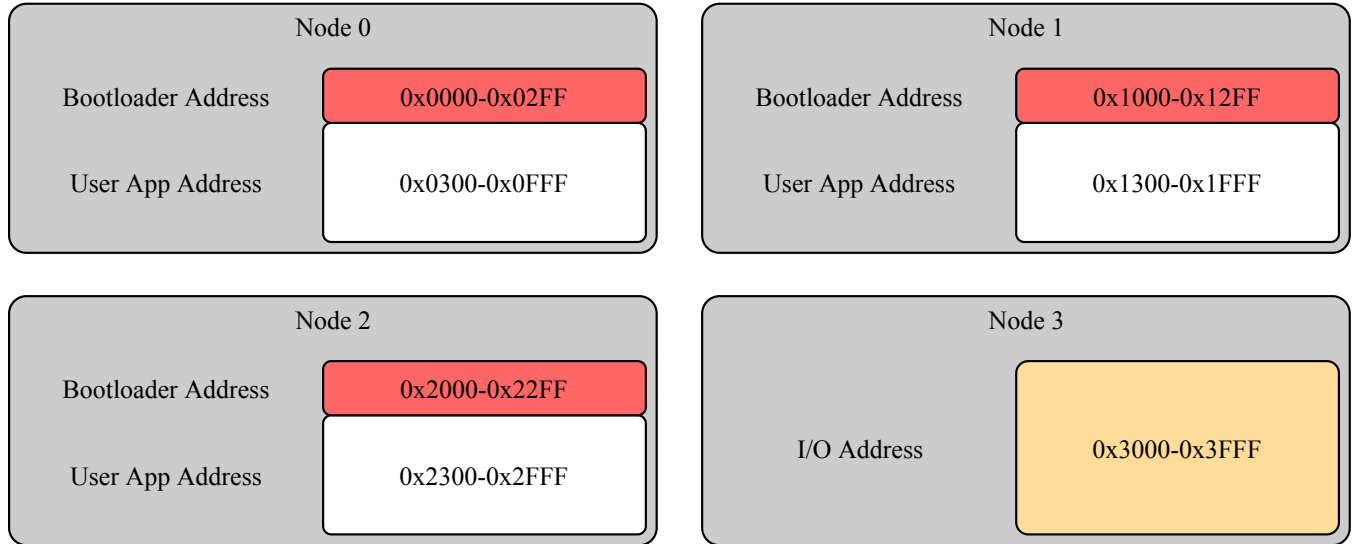 Node 0
Bootloader Address 0x0000-0x02FF
User App Address 0x0300-0x0FFF
Node 1
Bootloader Address 0x1000-0x12FF
User App Address 0x1300-0x1FFF
Node 2
Bootloader Address 0x2000-0x22FF
User App Address 0x2300-0x2FFF
Node 3
I/O Address 0x3000-0x3FFF